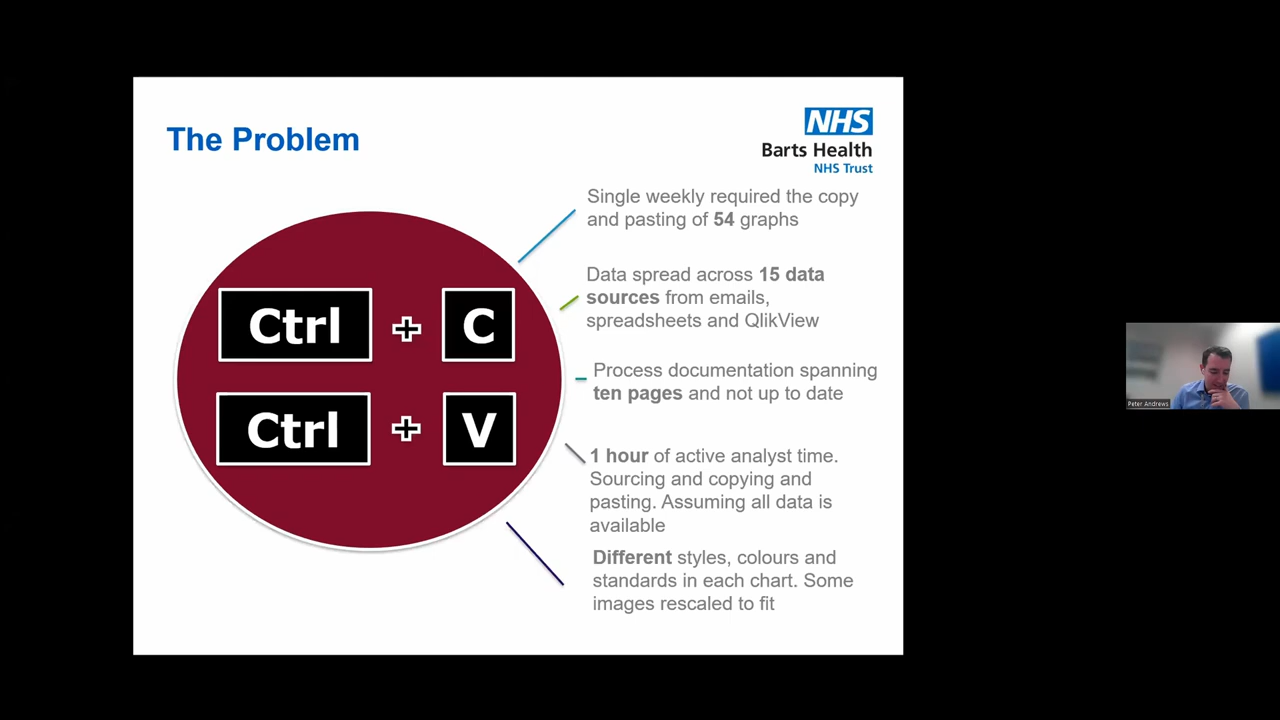 The Problem
NHS
Barts Health
NHS Trust
Single weekly required the copy
and pasting of 54 graphs
Data spread across 15 data
sources from emails,
spreadsheets and QlikView
Process documentation spanning
ten pages and not up to date
1 hour of active analyst time.
Sourcing and copying and
pasting. Assuming all data is
available
Different styles, colours and
standards in each chart. Some
images rescaled to fit
Ctrl + C
Ctrl + V
Peter Andrews